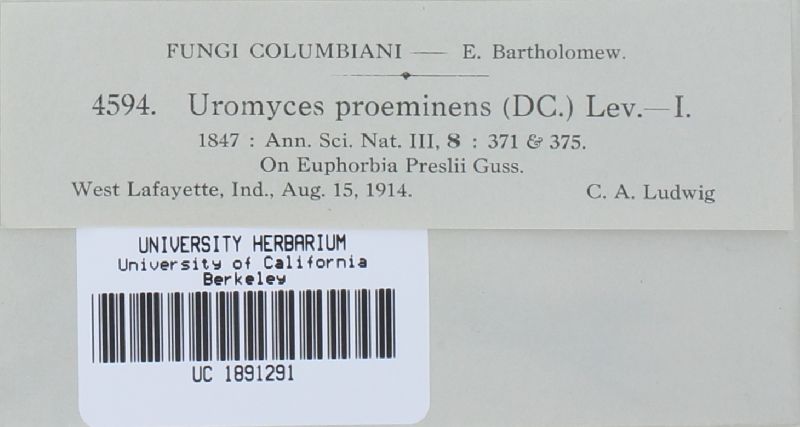 FUNGI COLUMBIANI — E. Bartholomew.
4594. Uromyces proeminens (DC.) Lev.—I.
1847 : Ann. Sci. Nat. III, 8 : 371 & 375.
On Euphorbia Preslii Guss.
West Lafayette, Ind., Aug. 15, 1914. C. A. Ludwig
UNIVERSITY HERBARIUM
University of California
Berkeley
UC 1891291